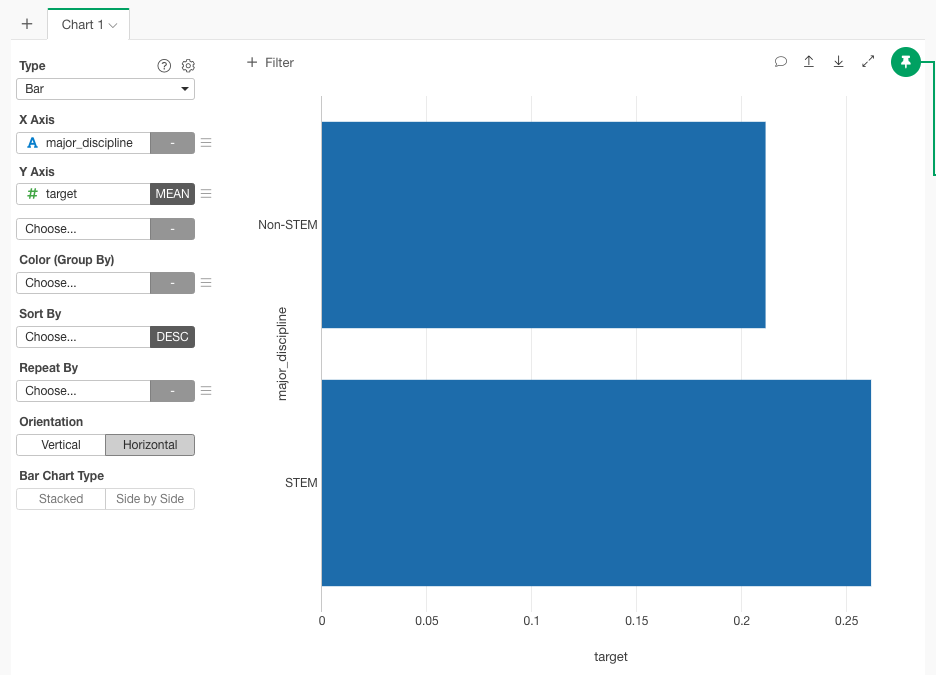 + Chart 1
Type ?
Bar
X Axis
A major_discipline -
Y Axis
# target MEAN
Choose... -
Color (Group By)
Choose... -
Sort By
Choose... DESC
Repeat By
Choose... -
Orientation
Vertical Horizontal
Bar Chart Type
Stacked Side by Side
+ Filter
major_discipline
Non-STEM
STEM
0 0.05 0.1 0.15 0.2 0.25
target